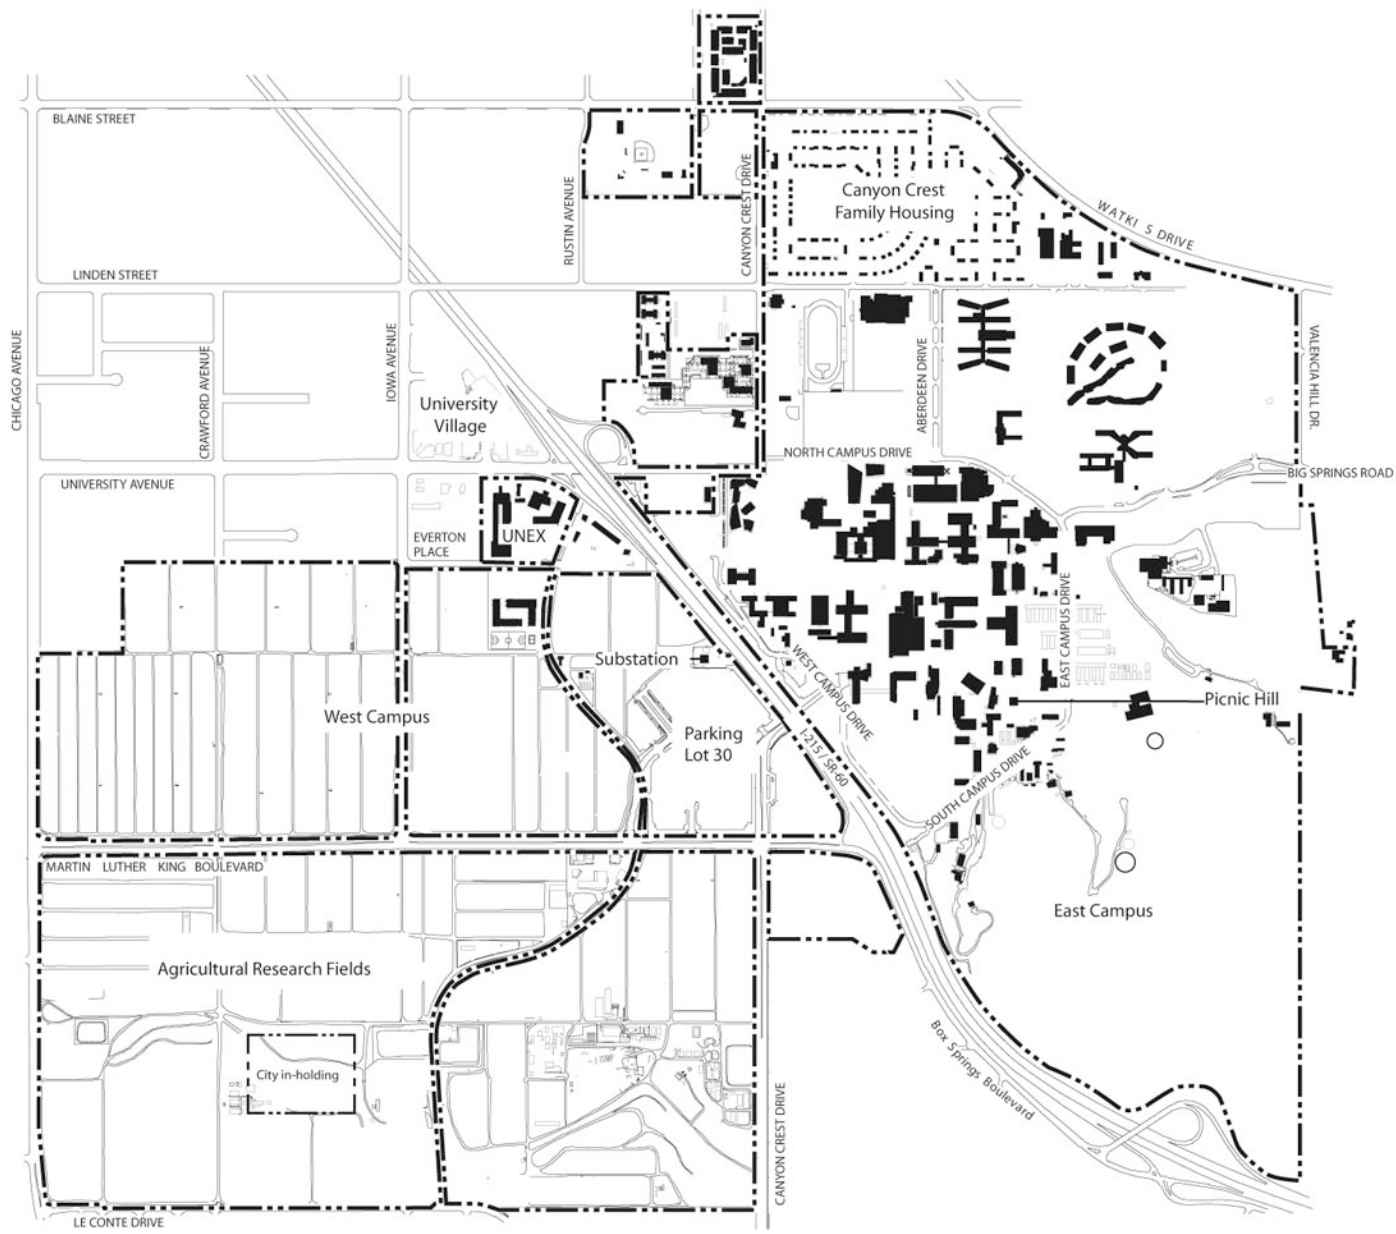 BLAINE STREET
RUSTIN AVENUE
CANYON CREST DRIVE
Canyon Crest
Family Housing
WATKI S DRIVE
LINDEN STREET
CHICAGO AVENUE
CRAWFORD AVENUE
IOWA AVENUE
University
Village
ABERDEEN DRIVE
VALENCIA HILL DR.
NORTH CAMPUS DRIVE
BIG SPRINGS ROAD
UNIVERSITY AVENUE
EVERTON
PLACE
UNEX
EAST CAMPUS DRIVE
Substation
WEST CAMPUS DRIVE
Picnic Hill
West Campus
Parking
Lot 30
I-215 / SR-60
SOUTH CAMPUS DRIVE
MARTIN LUTHER KING BOULEVARD
East Campus
Agricultural Research Fields
City in-holding
Box Springs Boulevard
CANYON CREST DRIVE
LE CONTE DRIVE